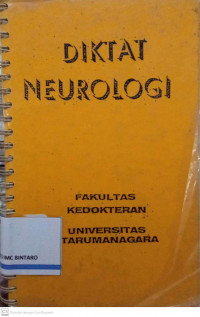 DIKTAT
NEUROLOGI
FAKULTAS
KEDOKTERAN
UNIVERSITAS
TARUMANAGARA
MC BINTARO